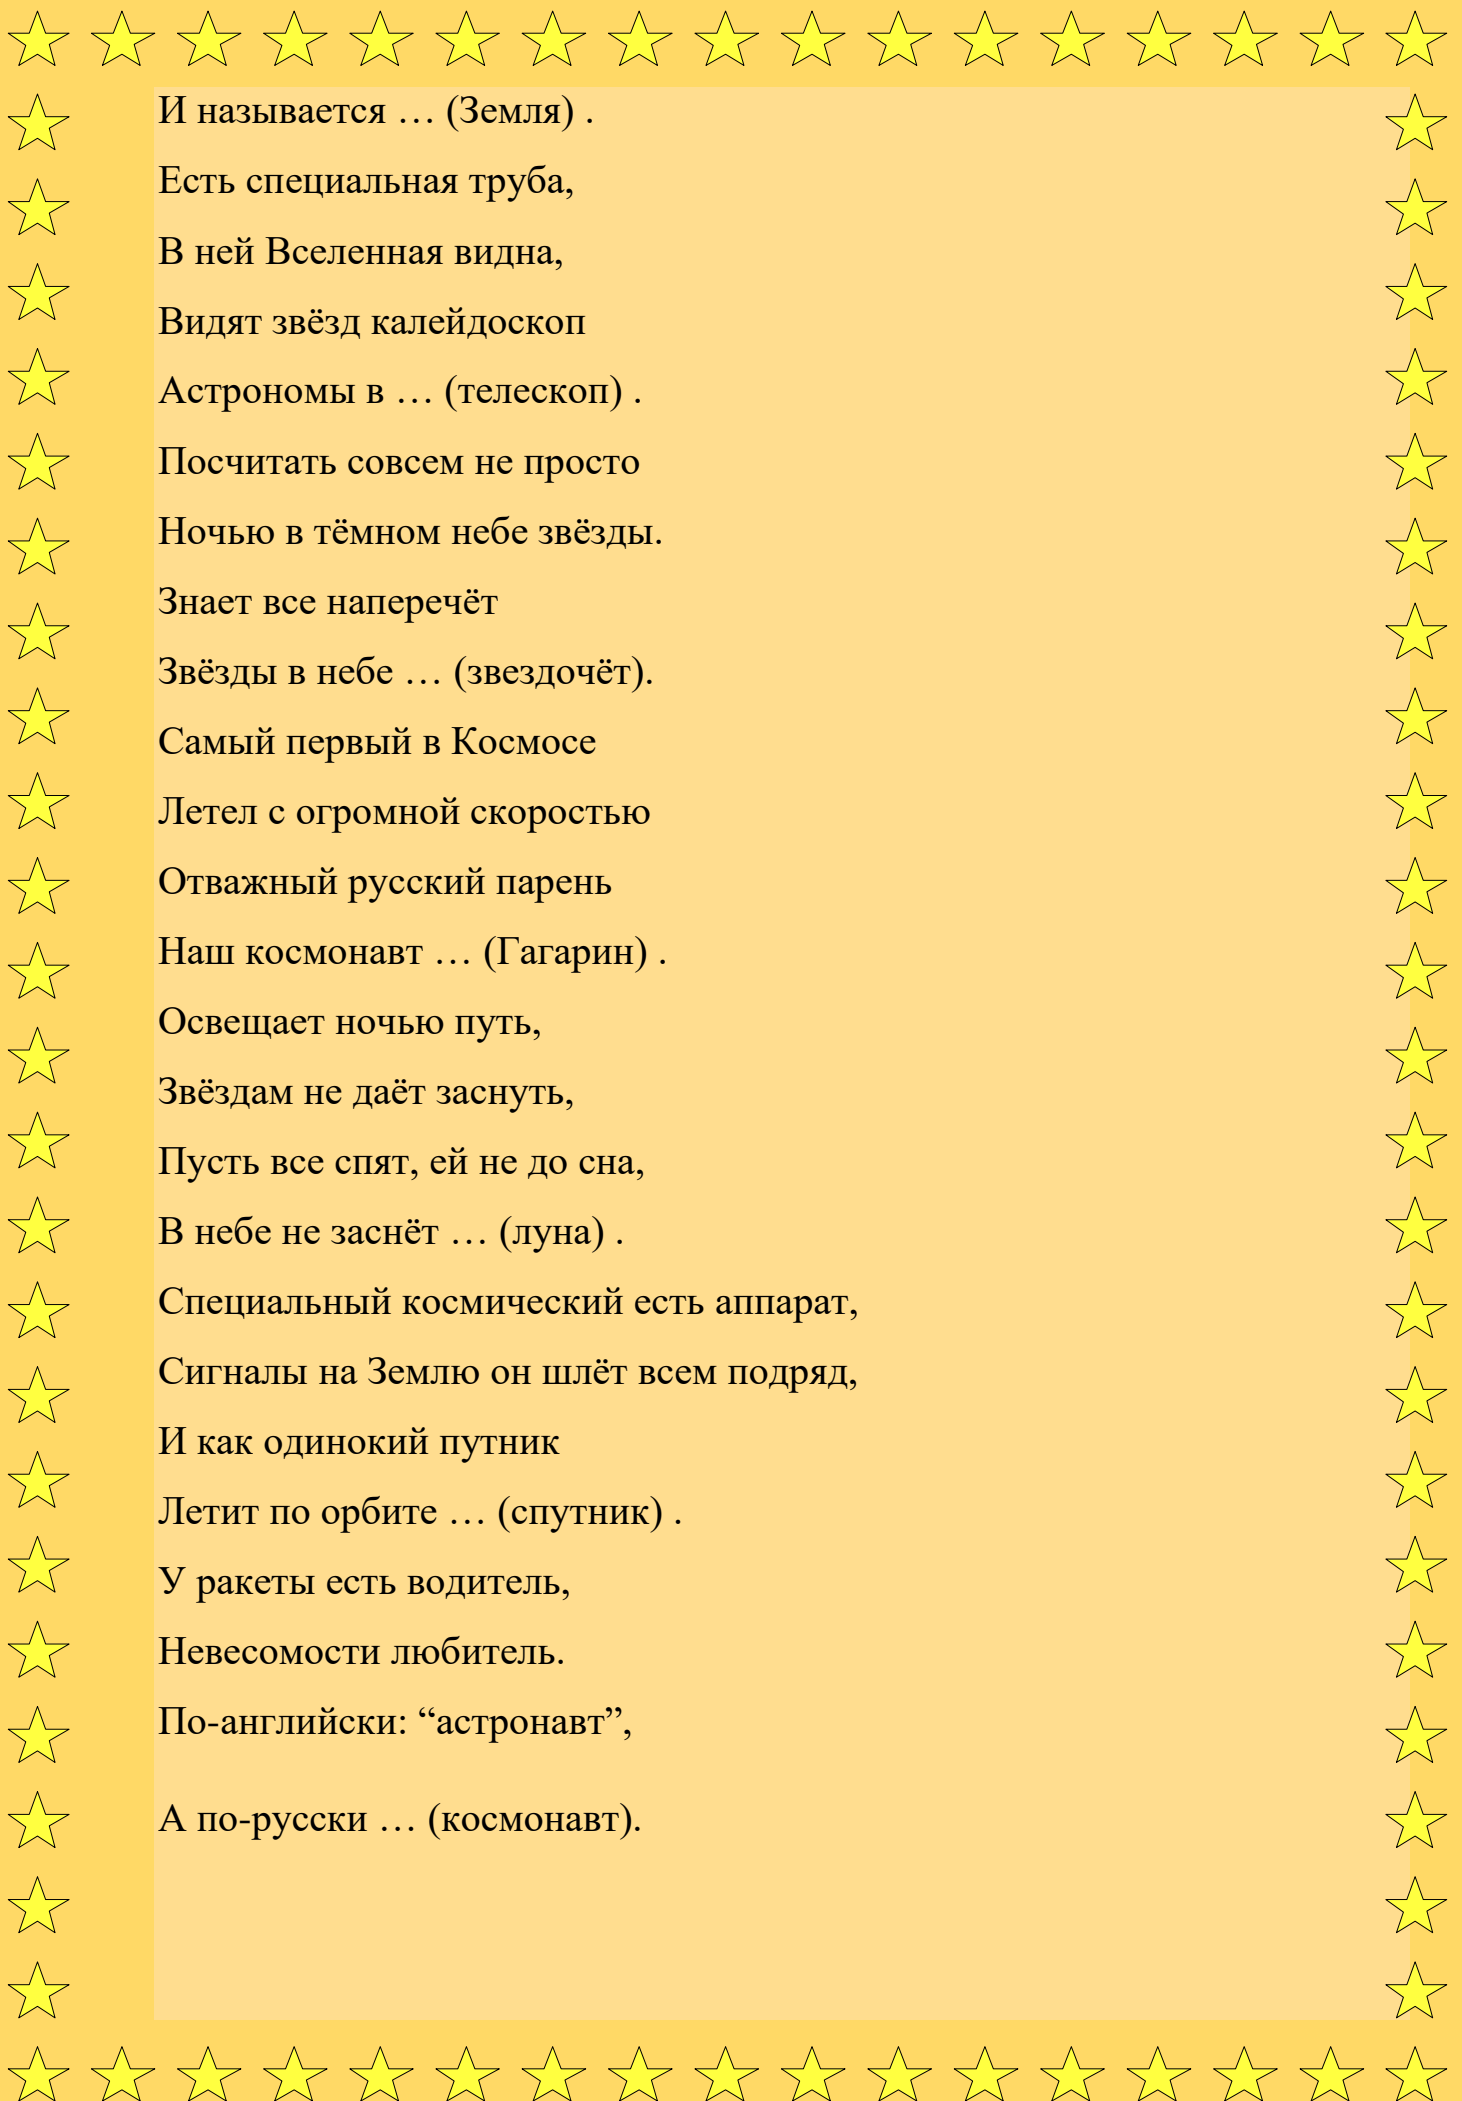 И называется … (Земля) .
Есть специальная труба,
В ней Вселенная видна,
Видят звёзд калейдоскоп
Астрономы в … (телескоп) .
Посчитать совсем не просто
Ночью в тёмном небе звёзды.
Знает все наперечёт
Звёзды в небе … (звездочёт).
Самый первый в Космосе
Летел с огромной скоростью
Отважный русский парень
Наш космонавт … (Гагарин) .
Освещает ночью путь,
Звёздам не даёт заснуть,
Пусть все спят, ей не до сна,
В небе не заснёт … (луна) .
Специальный космический есть аппарат,
Сигналы на Землю он шлёт всем подряд,
И как одинокий путник
Летит по орбите … (спутник) .
У ракеты есть водитель,
Невесомости любитель.
По-английски: “астронавт”,
А по-русски … (космонавт).